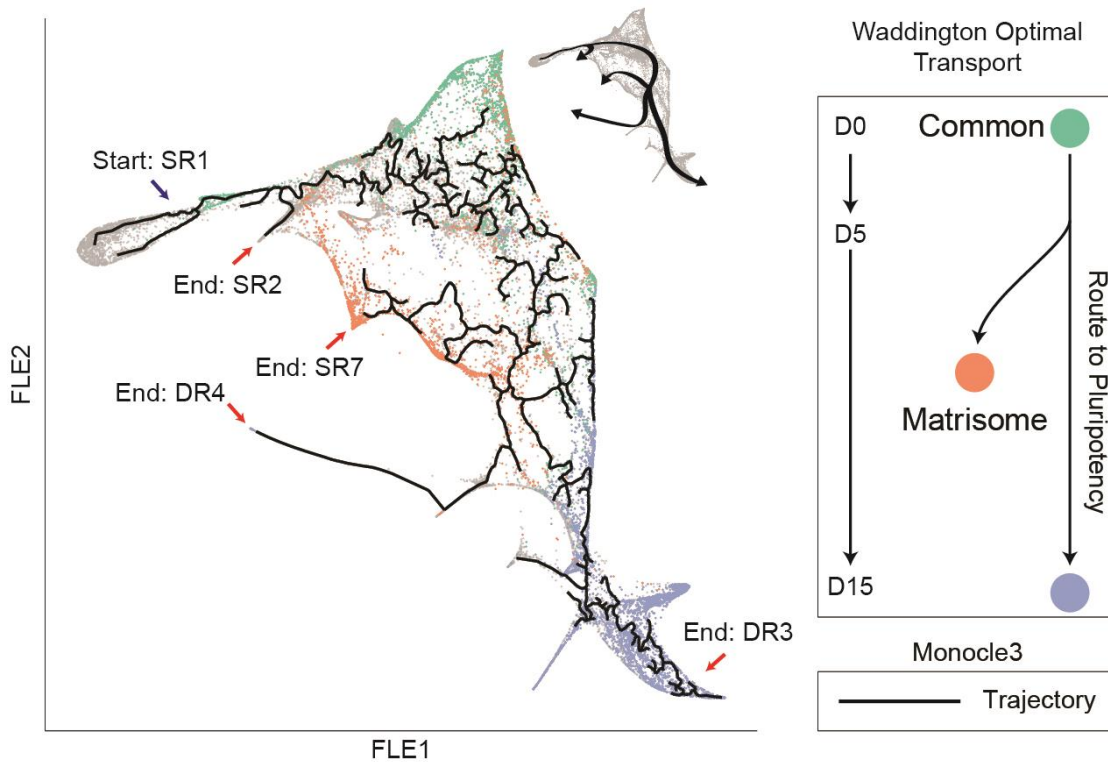 Start: SR1
End: SR2
End: SR7
End: DR4
End: DR3
FLE2
FLE1
Waddington Optimal
Transport
D0
Common
D5
Matrisome
Route to Pluripotency
D15
Monocle3
Trajectory